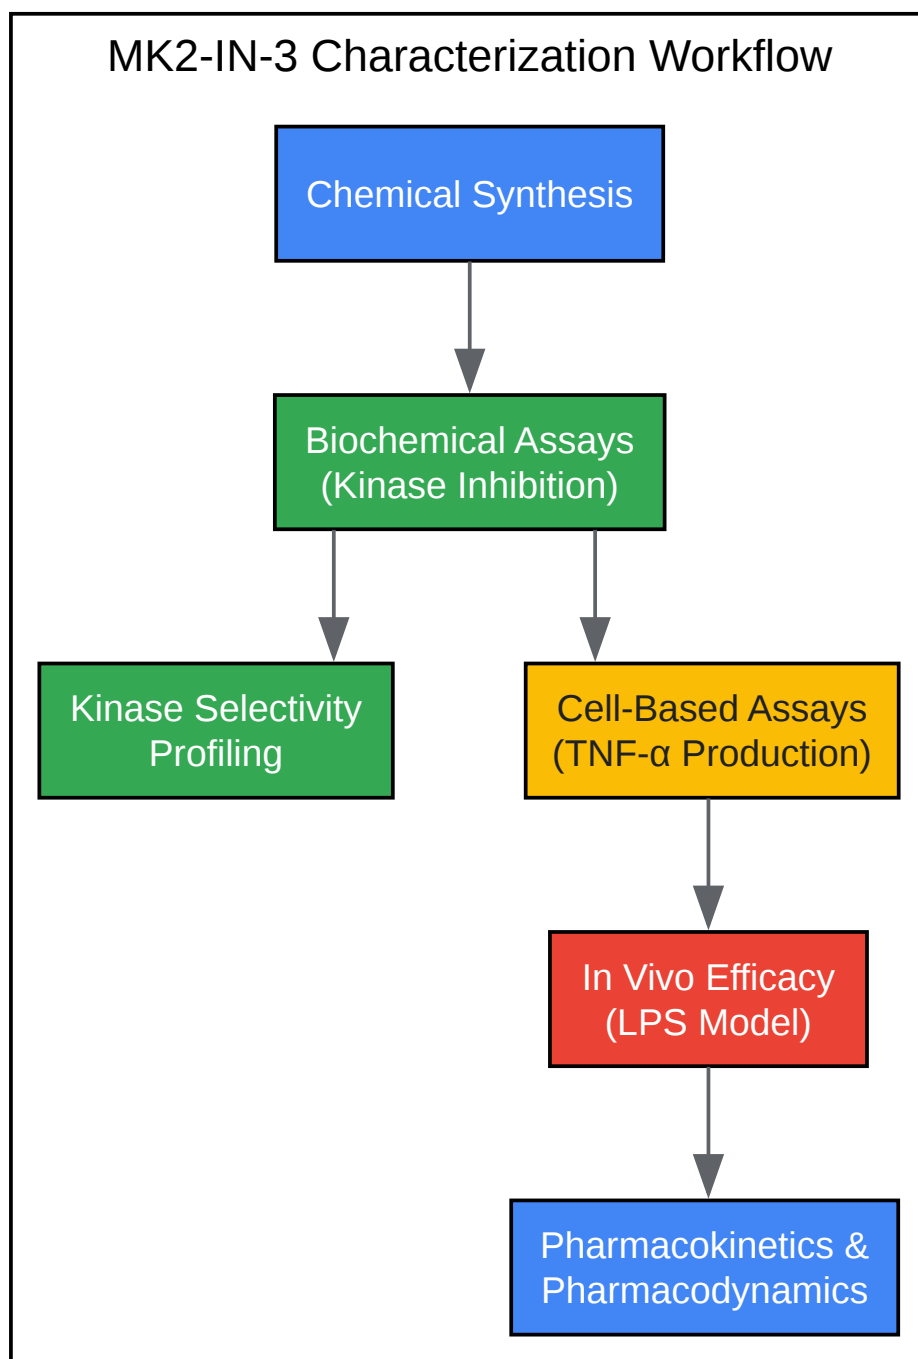 MK2-IN-3 Characterization Workflow
Chemical Synthesis
Biochemical Assays
(Kinase Inhibition)
Kinase Selectivity
Profiling
Cell-Based Assays
(TNF-α Production)
In Vivo Efficacy
(LPS Model)
Pharmacokinetics &
Pharmacodynamics